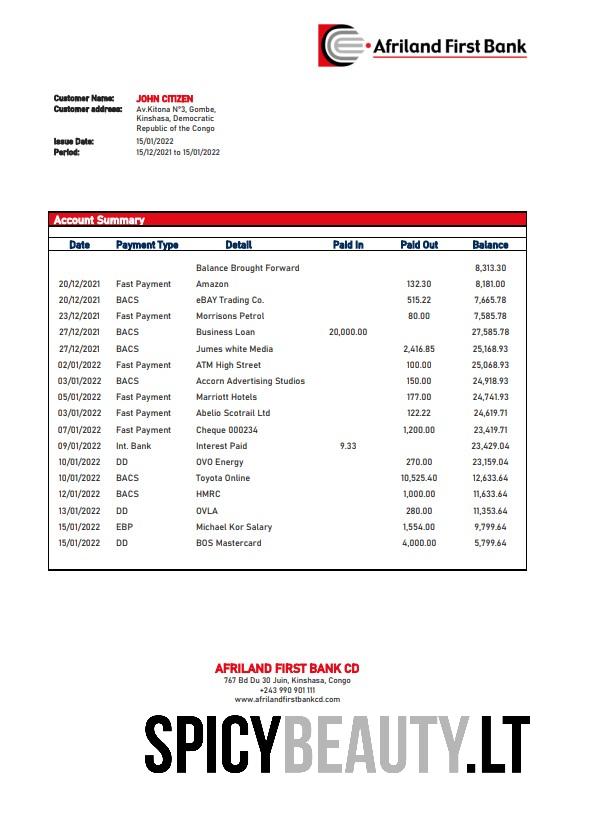 Afriland First Bank
Customer Name: JOHN CITIZEN
Customer address: Av.Kitona N°3, Gombe,
Kinshasa, Democratic
Republic of the Congo
Issue Date: 15/01/2022
Period: 15/12/2021 to 15/01/2022
Account Summary
Date Payment Type Detail Paid In Paid Out Balance
Balance Brought Forward 8,313.30
20/12/2021 Fast Payment Amazon 132.30 8,181.00
20/12/2021 BACS eBAY Trading Co. 515.22 7,665.78
23/12/2021 Fast Payment Morrisons Petrol 80.00 7,585.78
27/12/2021 BACS Business Loan 20,000.00 27,585.78
27/12/2021 BACS Jumes white Media 2,416.85 25,168.93
02/01/2022 Fast Payment ATM High Street 100.00 25,068.93
03/01/2022 BACS Accorn Advertising Studios 150.00 24,918.93
05/01/2022 Fast Payment Marriott Hotels 177.00 24,741.93
03/01/2022 Fast Payment Abelio Scotrail Ltd 122.22 24,619.71
07/01/2022 Fast Payment Cheque 000234 1,200.00 23,419.71
09/01/2022 Int. Bank Interest Paid 9.33 23,429.04
10/01/2022 DD OVO Energy 270.00 23,159.04
10/01/2022 BACS Toyota Online 10,525.40 12,633.64
12/01/2022 BACS HMRC 1,000.00 11,633.64
13/01/2022 DD OVLA 280.00 11,353.64
15/01/2022 EBP Michael Kor Salary 1,554.00 9,799.64
15/01/2022 DD BOS Mastercard 4,000.00 5,799.64
AFRILAND FIRST BANK CD
767 Bd Du 30 Juin, Kinshasa, Congo
+243 990 901 111
www.afrilandfirstbankcd.com
SPICYBEAUTY.LT